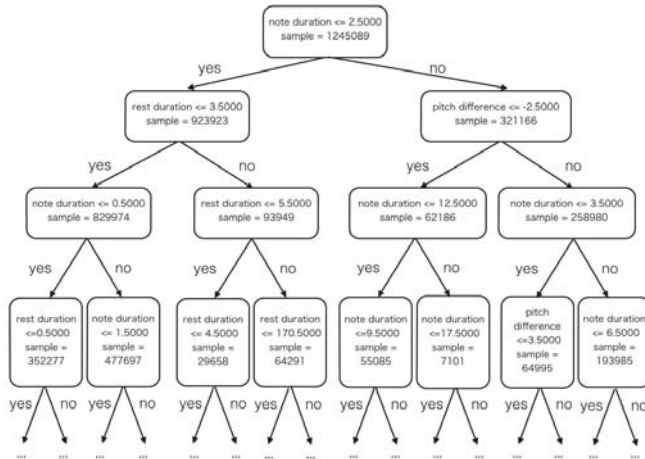 note duration <= 2.5000
sample = 1245089
yes
no
rest duration <= 3.5000
sample = 923923
pitch difference <= -2.5000
sample = 321166
yes
no
yes
no
note duration <= 0.5000
sample = 829974
rest duration <= 5.5000
sample = 93949
note duration <= 12.5000
sample = 62186
note duration <= 3.5000
sample = 258980
yes
no
yes
no
yes
no
yes
no
rest duration
<=0.5000
sample =
352277
note duration
<= 1.5000
sample =
477697
rest duration
<= 4.5000
sample =
29658
rest duration
<= 170.5000
sample =
64291
note duration
<=9.5000
sample =
55085
note duration
<=17.5000
sample =
7101
pitch
difference
<=3.5000
sample =
64995
note duration
<= 6.5000
sample =
193985
yes
no
yes
no
yes
no
yes
no
yes
no
yes
no
yes
no
yes
no
... ... ... ... ... ... ... ... ... ... ... ... ... ... ... ...